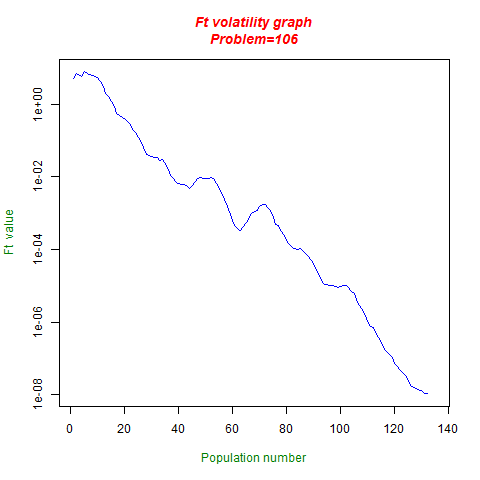 Ft volatility graph
Problem=106
Ft value
1e+00
1e-02
1e-04
1e-06
1e-08
0 20 40 60 80 100 120 140
Population number